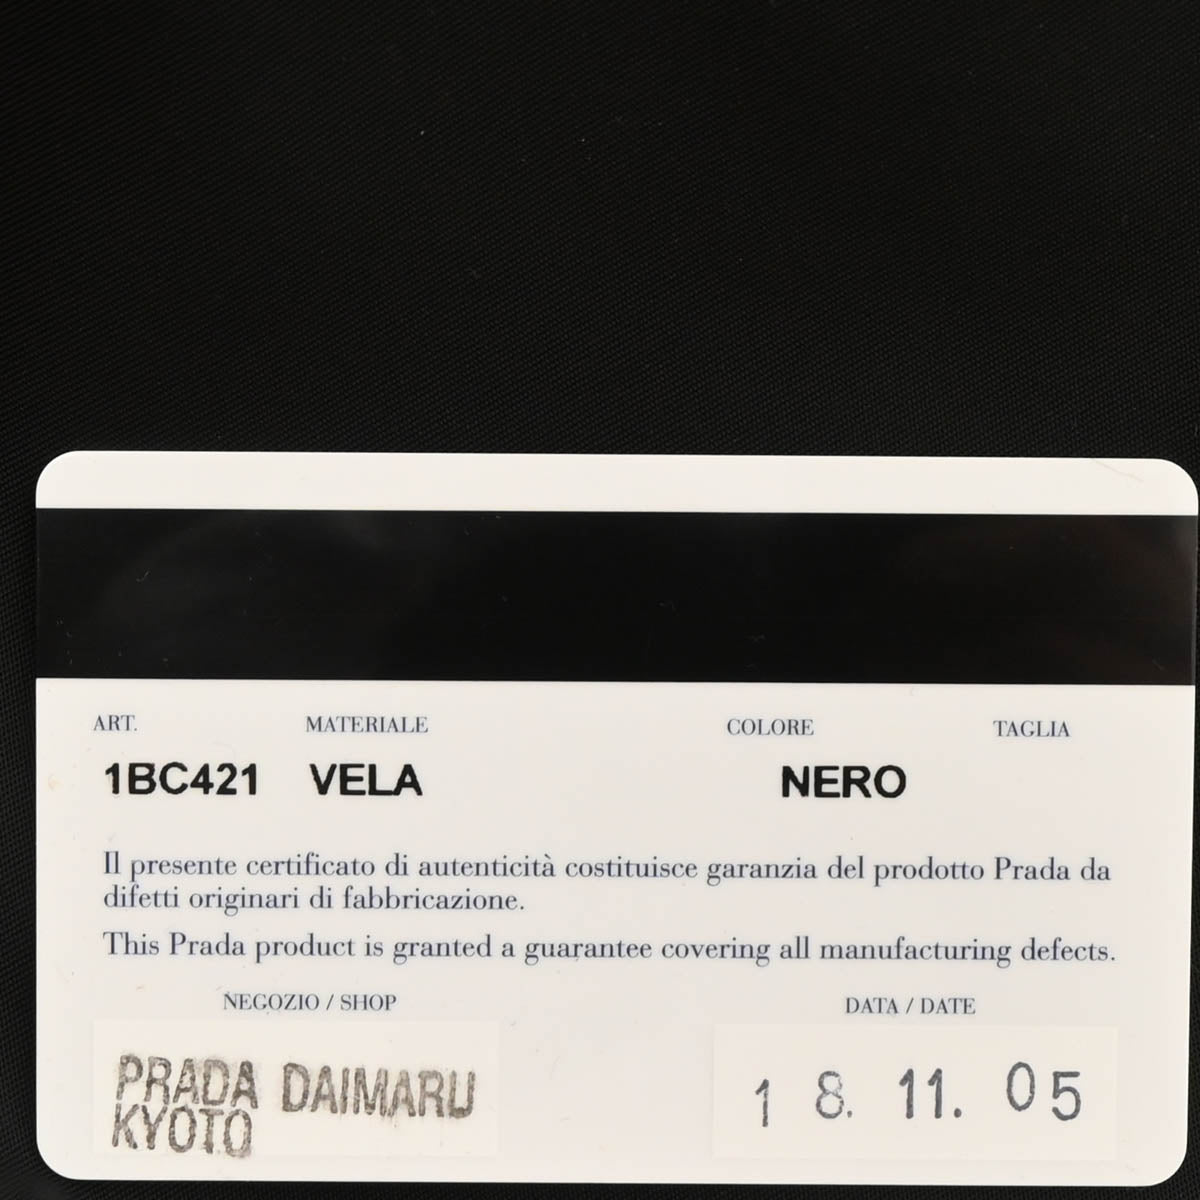 ART. MATERIALE COLORE TAGLIA
1BC421 VELA NERO
Il presente certificato di autenticità costituisce garanzia del prodotto Prada da
difetti originari di fabbricazione.
This Prada product is granted a guarantee covering all manufacturing defects.
NEGOZIO / SHOP DATA / DATE
PRADA DAIMARU 18. 11. 05
KYOTO